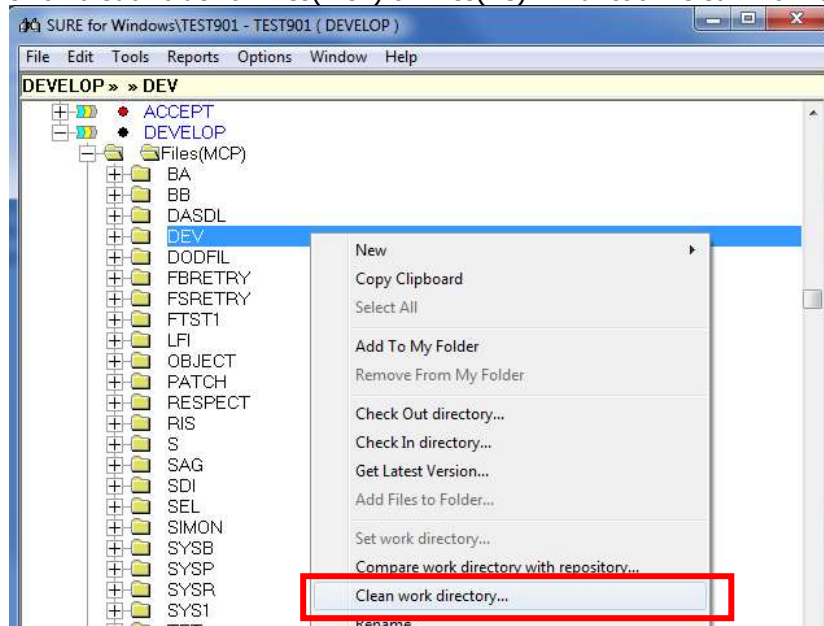 SURE for Windows\TEST901 - TEST901 ( DEVELOP )
File Edit Tools Reports Options Window Help
DEVELOP » » DEV
ACCEPT
DEVELOP
Files(MCP)
BA
BB
DASDL
DEV
DODFIL
FBRETRY
FSRETRY
FTST1
LFI
OBJECT
PATCH
RESPECT
RIS
S
SAG
SDI
SEL
SIMON
SYSB
SYSP
SYSR
SYS1
New
Copy Clipboard
Select All
Add To My Folder
Remove From My Folder
Check Out directory...
Check In directory...
Get Latest Version...
Add Files to Folder...
Set work directory...
Compare work directory with repository...
Clean work directory...
Rename